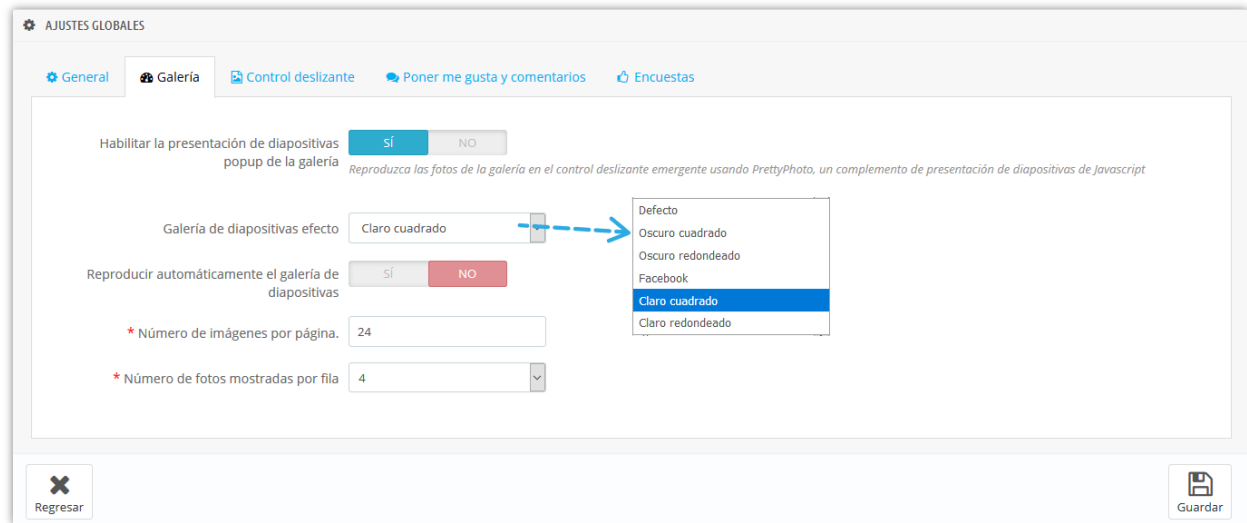 AJUSTES GLOBALES
General Galería Control deslizante Poner me gusta y comentarios Encuestas
Habilitar la presentación de diapositivas
popup de la galería
SÍ NO
Reproduzca las fotos de la galería en el control deslizante emergente usando PrettyPhoto, un complemento de presentación de diapositivas de Javascript
Galería de diapositivas efecto Claro cuadrado
Defecto
Oscuro cuadrado
Oscuro redondeado
Facebook
Claro cuadrado
Claro redondeado
Reproducir automáticamente el galería de
diapositivas
SÍ NO
* Número de imágenes por página. 24
* Número de fotos mostradas por fila 4
Regresar Guardar